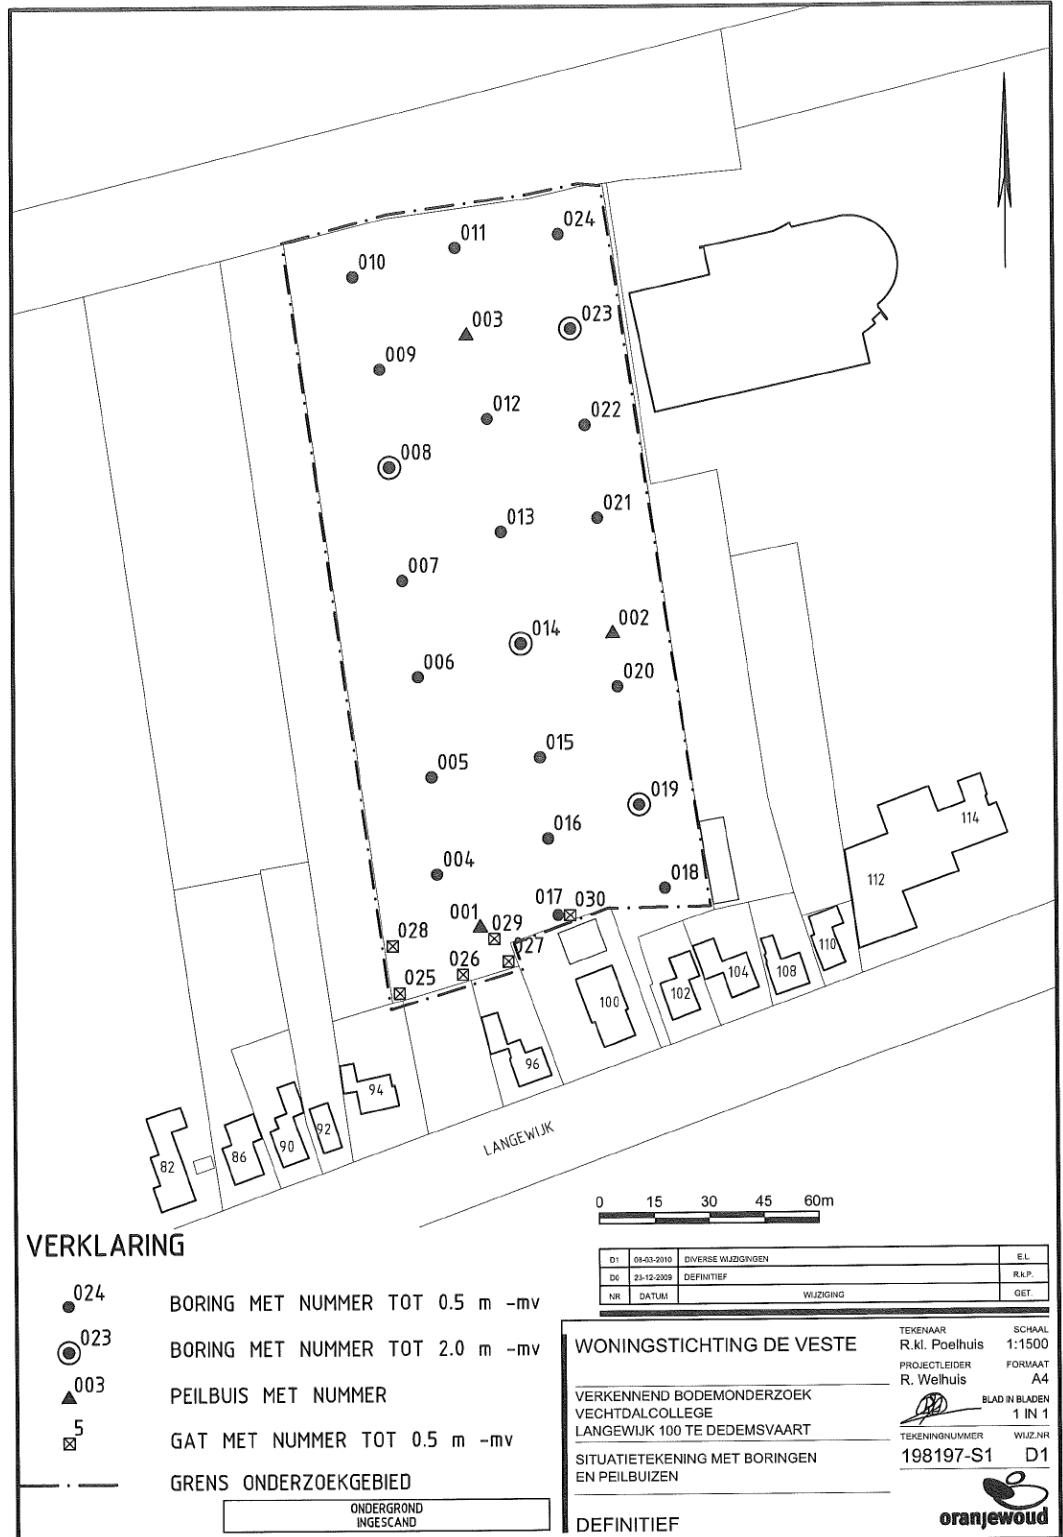 011
024
010
003
023
009
012
022
008
013
021
007
002
014
006
020
015
005
019
016
114
004
018
112
017
030
001
029
028
110
027
026
104
108
025
102
100
96
94
92
90
86
82
LANGEWIJK
0 15 30 45 60m
VERKLARING
024 BORING MET NUMMER TOT 0.5 m -mv
023 BORING MET NUMMER TOT 2.0 m -mv
003 PEILBUIS MET NUMMER
5 GAT MET NUMMER TOT 0.5 m -mv
GRENS ONDERZOEKGEBIED
ONDERGROND
INGESCAND
D1 08-03-2010 DIVERSE WIJZIGINGEN E.L.
D0 23-12-2009 DEFINITIEF R.k.P.
NR DATUM WIJZIGING GET.
WONINGSTICHTING DE VESTE
VERKENNEND BODEMONDERZOEK
VECHTDALCOLLEGE
LANGEWIJK 100 TE DEDEMSVAART
SITUATIETEKENING MET BORINGEN
EN PEILBUIZEN
DEFINITIEF
TEKENAAR SCHAAL
R.kl. Poelhuis 1:1500
PROJECTLEIDER FORMAAT
R. Welhuis A4
BLAD IN BLADEN
1 IN 1
TEKENINGNUMMER WIJZ.NR
198197-S1 D1
oranjewoud